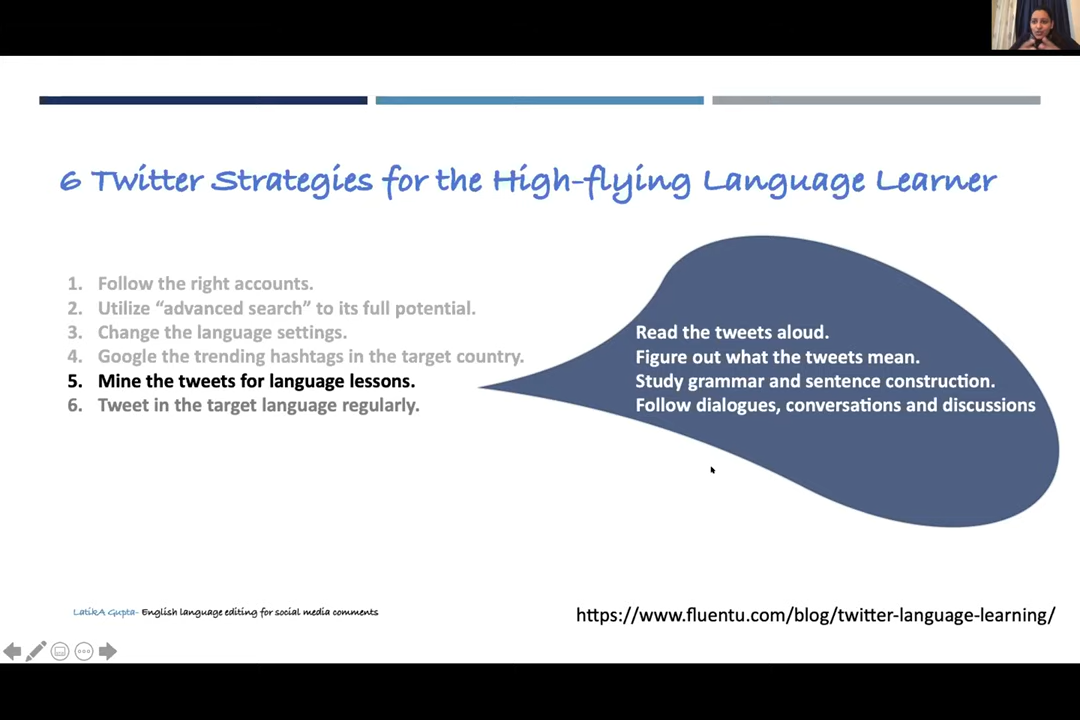 6 Twitter Strategies for the High-flying Language Learner
1. Follow the right accounts.
2. Utilize “advanced search” to its full potential.
3. Change the language settings.
4. Google the trending hashtags in the target country.
5. Mine the tweets for language lessons.
6. Tweet in the target language regularly.
Read the tweets aloud.
Figure out what the tweets mean.
Study grammar and sentence construction.
Follow dialogues, conversations and discussions
LatikA Gupta- English language editing for social media comments
https://www.fluentu.com/blog/twitter-language-learning/